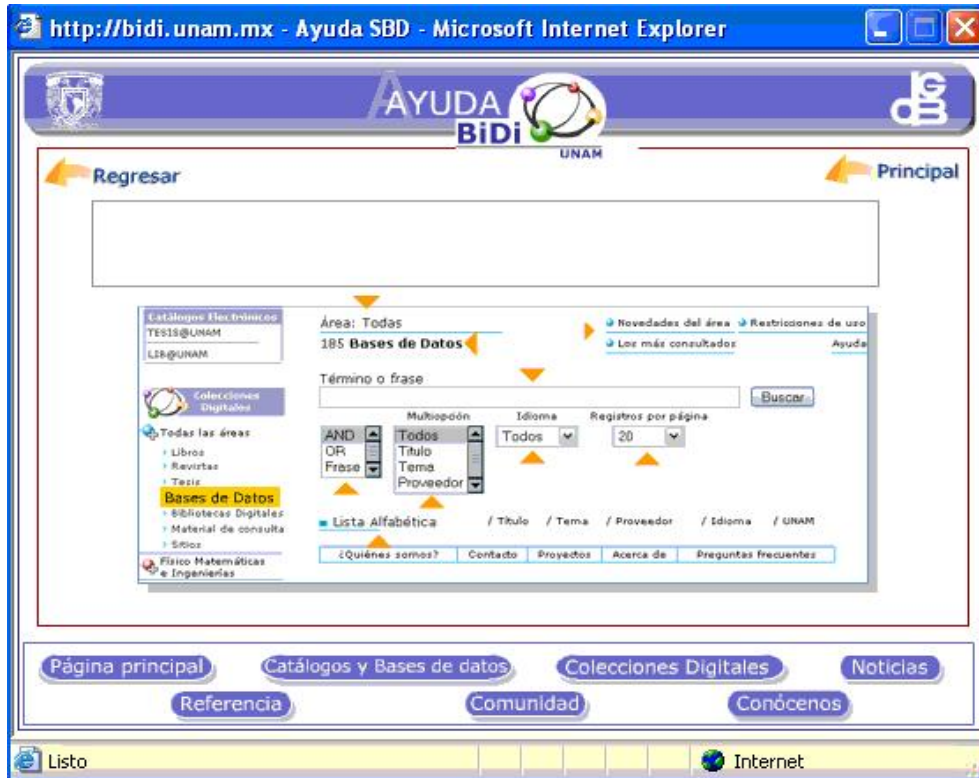 http://bidi.unam.mx - Ayuda SBD - Microsoft Internet Explorer
AYUDA
BiDi
UNAM
dGB
Regresar
Principal
Catálogos Electrónicos
TESIS@UNAM
LIB@UNAM
Colecciones
Digitales
Todas las áreas
Libros
Revistas
Tesis
Bases de Datos
Bibliotecas Digitales
Material de consulta
Sitios
Físico Matemáticas
e Ingenierías
Área: Todas
185 Bases de Datos
Novedades del área Restricciones de uso
Los más consultados Ayuda
Término o frase
Buscar
Multiopción Idioma Registros por página
AND Todos Todos 20
OR Título
Frase Tema
Proveedor
Lista Alfabética / Título / Tema / Proveedor / Idioma / UNAM
¿Quiénes somos? Contacto Proyectos Acerca de Preguntas frecuentes
Página principal Catálogos y Bases de datos Colecciones Digitales Noticias
Referencia Comunidad Conócenos
Listo Internet